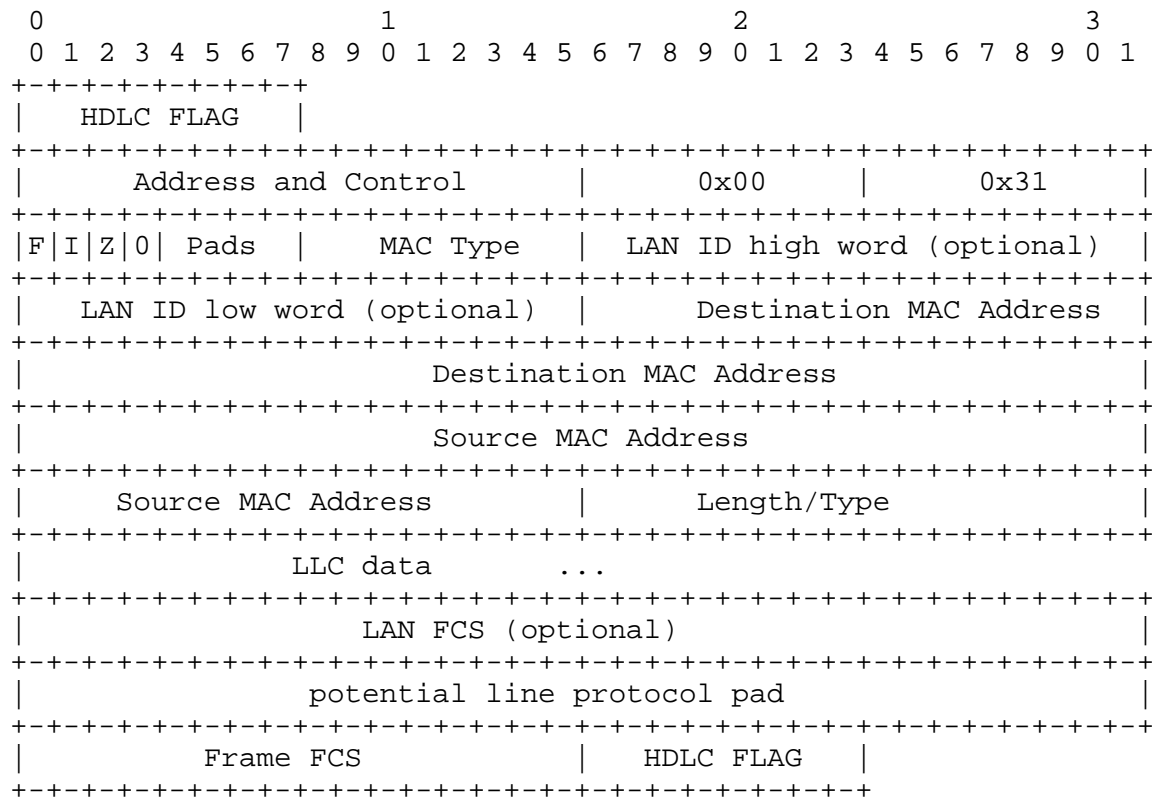 0                   1                   2                   3
 0 1 2 3 4 5 6 7 8 9 0 1 2 3 4 5 6 7 8 9 0 1 2 3 4 5 6 7 8 9 0 1
+-+-+-+-+-+-+-+-+
|   HDLC FLAG   |
+-+-+-+-+-+-+-+-+-+-+-+-+-+-+-+-+-+-+-+-+-+-+-+-+-+-+-+-+-+-+-+-+
|      Address and Control      |      0x00     |      0x31     |
+-+-+-+-+-+-+-+-+-+-+-+-+-+-+-+-+-+-+-+-+-+-+-+-+-+-+-+-+-+-+-+-+
|F|I|Z|0| Pads  |    MAC Type   |  LAN ID high word (optional)  |
+-+-+-+-+-+-+-+-+-+-+-+-+-+-+-+-+-+-+-+-+-+-+-+-+-+-+-+-+-+-+-+-+
|   LAN ID low word (optional)  |      Destination MAC Address  |
+-+-+-+-+-+-+-+-+-+-+-+-+-+-+-+-+-+-+-+-+-+-+-+-+-+-+-+-+-+-+-+-+
|                       Destination MAC Address                 |
+-+-+-+-+-+-+-+-+-+-+-+-+-+-+-+-+-+-+-+-+-+-+-+-+-+-+-+-+-+-+-+-+
|                       Source MAC Address                      |
+-+-+-+-+-+-+-+-+-+-+-+-+-+-+-+-+-+-+-+-+-+-+-+-+-+-+-+-+-+-+-+-+
|     Source MAC Address        |      Length/Type              |
+-+-+-+-+-+-+-+-+-+-+-+-+-+-+-+-+-+-+-+-+-+-+-+-+-+-+-+-+-+-+-+-+
|               LLC data       ...
+-+-+-+-+-+-+-+-+-+-+-+-+-+-+-+-+-+-+-+-+-+-+-+-+-+-+-+-+-+-+-+-+
|                   LAN FCS (optional)                          |
+-+-+-+-+-+-+-+-+-+-+-+-+-+-+-+-+-+-+-+-+-+-+-+-+-+-+-+-+-+-+-+-+
|                potential line protocol pad                    |
+-+-+-+-+-+-+-+-+-+-+-+-+-+-+-+-+-+-+-+-+-+-+-+-+-+-+-+-+-+-+-+-+
|          Frame FCS            |   HDLC FLAG   |
+-+-+-+-+-+-+-+-+-+-+-+-+-+-+-+-+-+-+-+-+-+-+-+-+